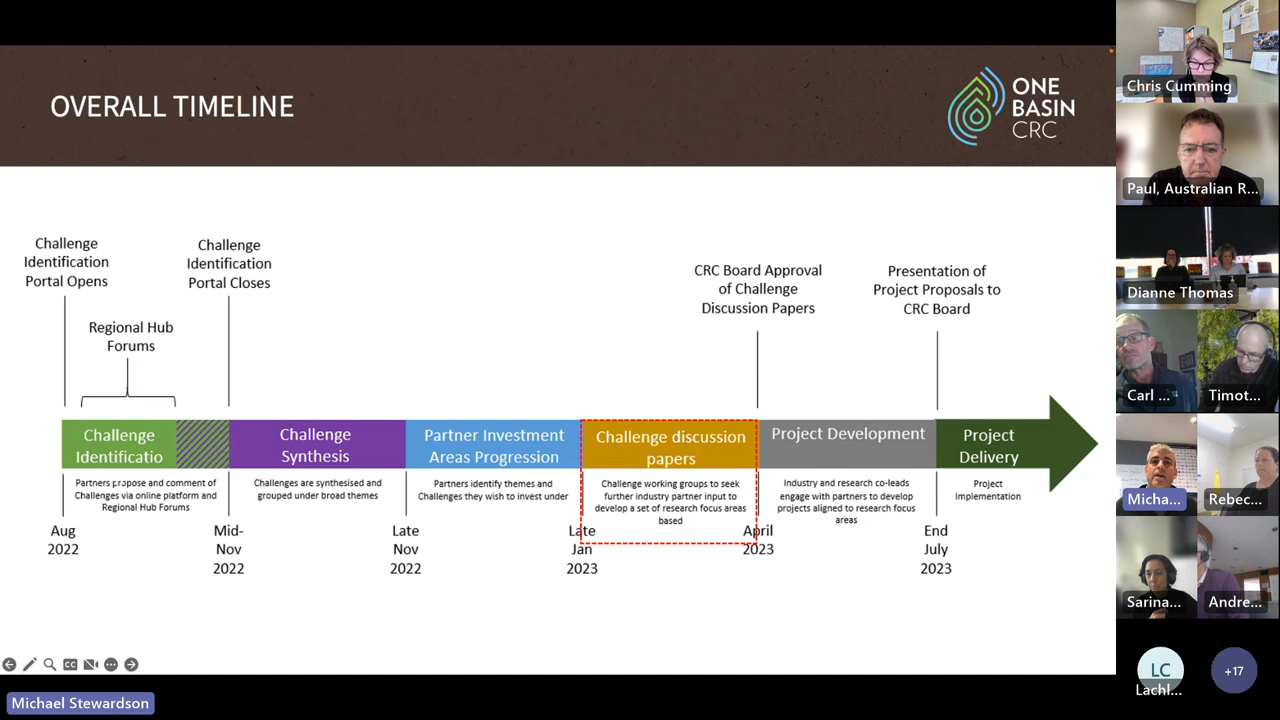 OVERALL TIMELINE
ONE
BASIN
CRC
Challenge
Identification
Portal Opens
Challenge
Identification
Portal Closes
Regional Hub
Forums
CRC Board Approval
of Challenge
Discussion Papers
Presentation of
Project Proposals to
CRC Board
Challenge
Identificatio
Challenge
Synthesis
Partner Investment
Areas Progression
Challenge discussion
papers
Project Development
Project
Delivery
Partners propose and comment of
Challenges via online platform and
Regional Hub Forums
Challenges are synthesised and
grouped under broad themes
Partners identify themes and
Challenges they wish to invest under
Challenge working groups to seek
further industry partner input to
develop a set of research focus areas
based
Industry and research co-leads
engage with partners to develop
projects aligned to research focus
areas
Project
Implementation
Aug
2022
Mid-
Nov
2022
Late
Nov
2022
Late
Jan
2023
April
2023
End
July
2023
CC
Michael Stewardson
Chris Cumming
Paul, Australian R...
Dianne Thomas
Carl ...
Timot...
Micha...
Rebec...
Sarina...
Andre...
LC
Lachl...
+17